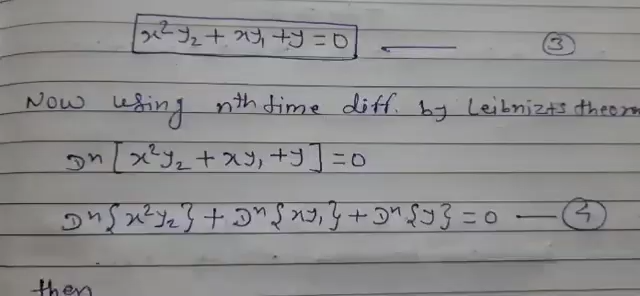 x²y₂ + xy₁ + y = 0 —— ③
Now using nth time diff. by Leibnizts theorem
Dⁿ[x²y₂ + xy₁ + y] = 0
Dⁿ{x²y₂} + Dⁿ{xy₁} + Dⁿ{y} = 0 — ④
then